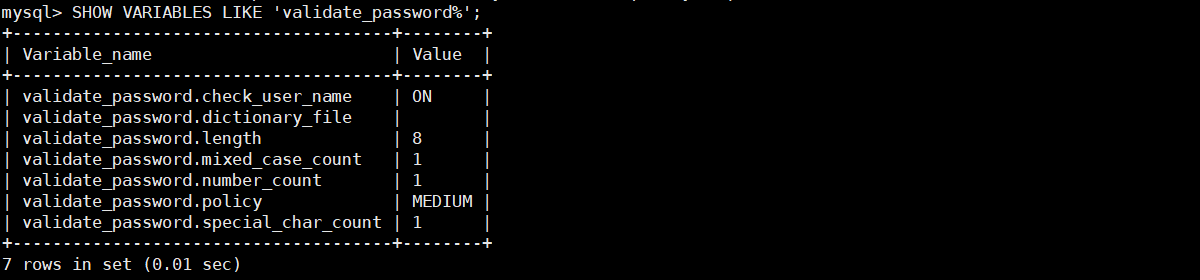 mysql> SHOW VARIABLES LIKE 'validate_password%';
+--------------------------------------+--------+
| Variable_name                        | Value  |
+--------------------------------------+--------+
| validate_password.check_user_name    | ON     |
| validate_password.dictionary_file    |        |
| validate_password.length             | 8      |
| validate_password.mixed_case_count   | 1      |
| validate_password.number_count       | 1      |
| validate_password.policy             | MEDIUM |
| validate_password.special_char_count | 1      |
+--------------------------------------+--------+
7 rows in set (0.01 sec)